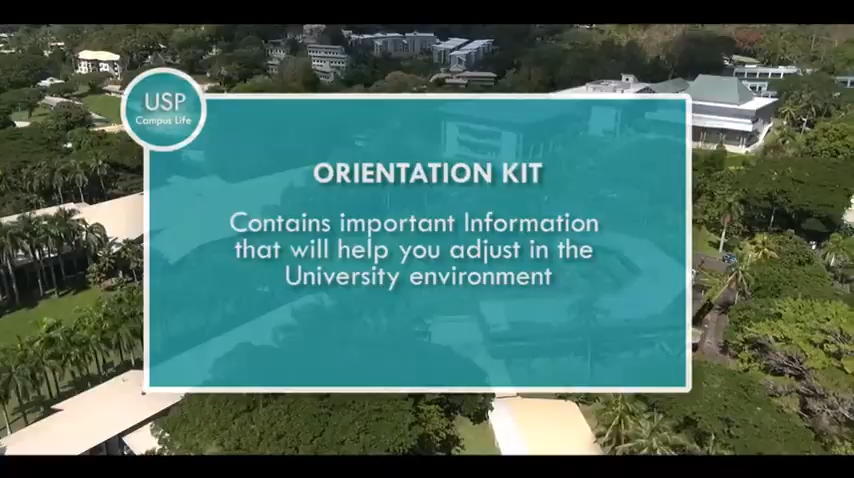 USP
Campus Life
ORIENTATION KIT
Contains important Information
that will help you adjust in the
University environment